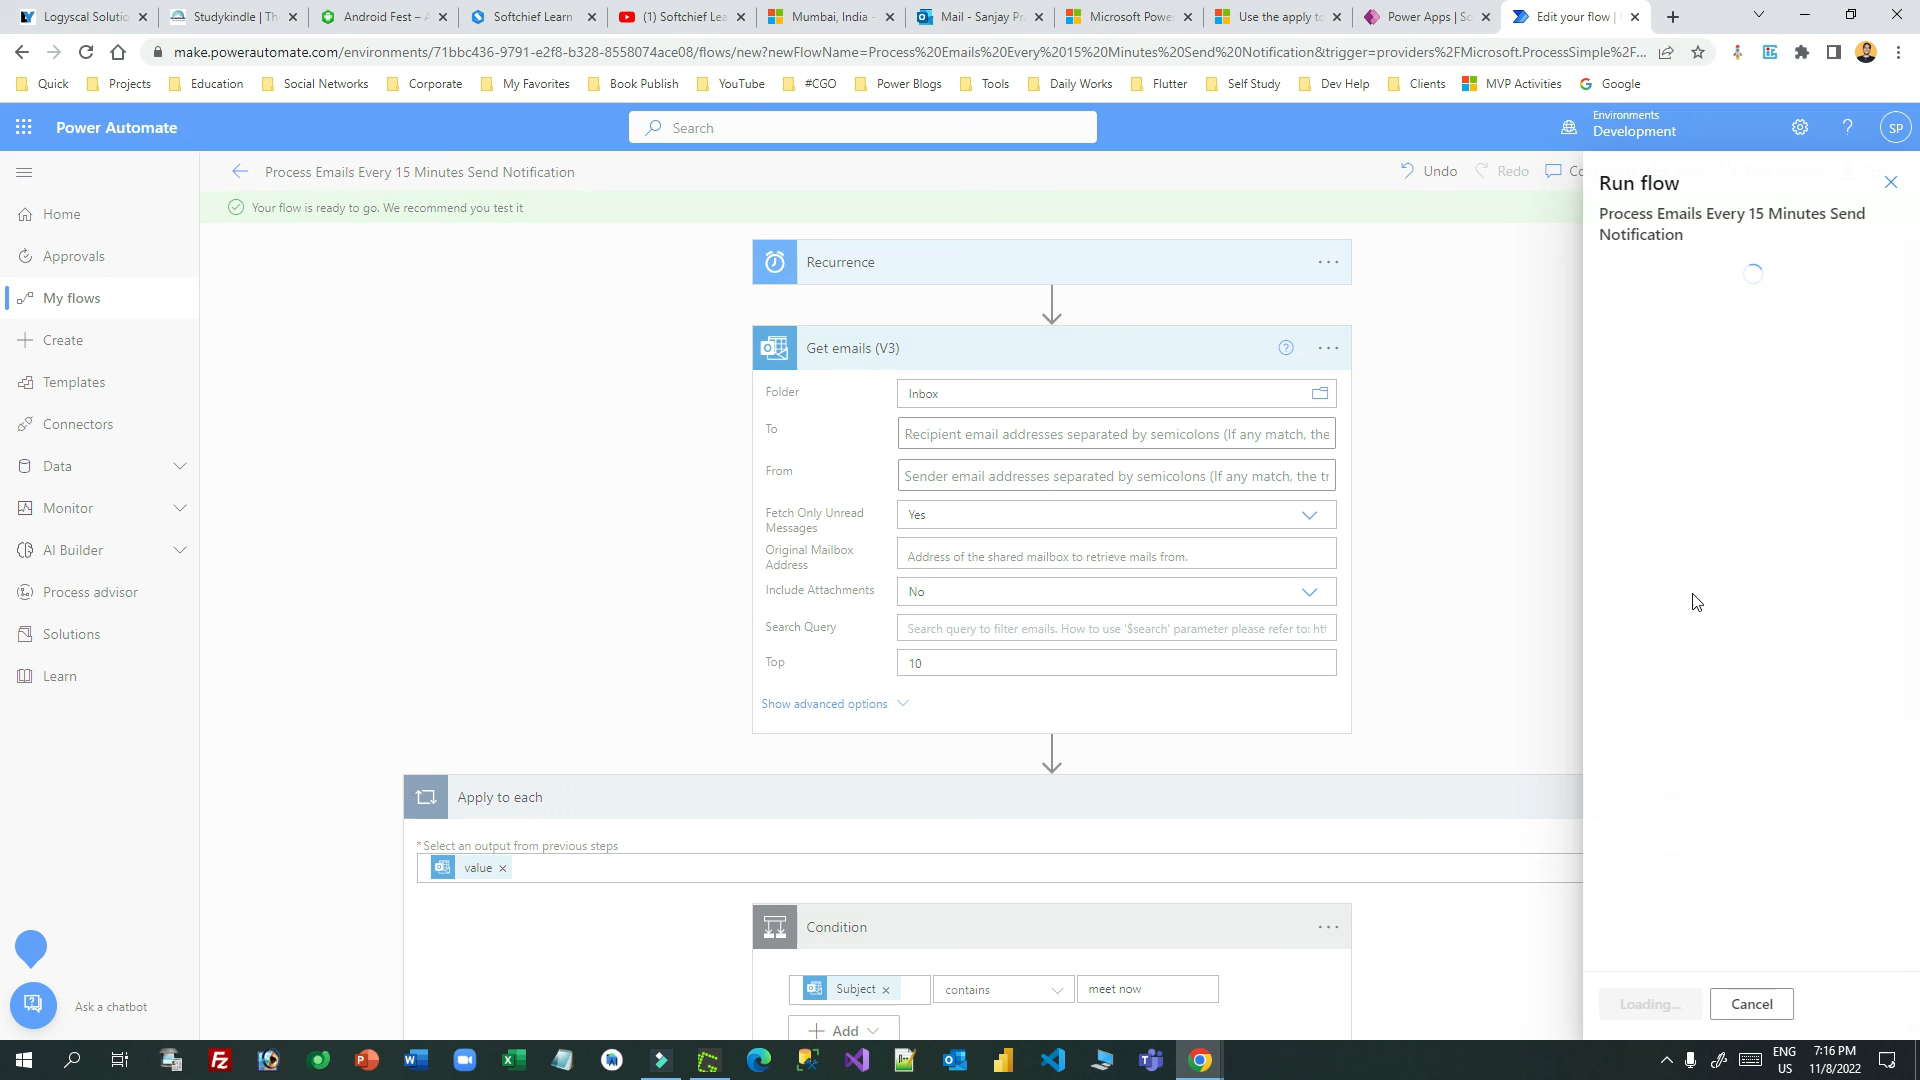 Logyscal Solutio
Studykindle | Th
Android Fest – A
Softchief Learn -
(1) Softchief Lea
Mumbai, India -
Mail - Sanjay Pr
Microsoft Powe
Use the apply to
Power Apps | So
Edit your flow |
make.powerautomate.com/environments/71bbc436-9791-e2f8-b328-8558074ace08/flows/new?newFlowName=Process%20Emails%20Every%2015%20Minutes%20Send%20Notification&trigger=providers%2FMicrosoft.ProcessSimple%2F...
Quick
Projects
Education
Social Networks
Corporate
My Favorites
Book Publish
YouTube
#CGO
Power Blogs
Tools
Daily Works
Flutter
Self Study
Dev Help
Clients
MVP Activities
Google
Power Automate
Search
Environments
Development
SP
Process Emails Every 15 Minutes Send Notification
Undo
Redo
Co
Your flow is ready to go. We recommend you test it
Home
Approvals
My flows
Create
Templates
Connectors
Data
Monitor
AI Builder
Process advisor
Solutions
Learn
Ask a chatbot
Recurrence
Get emails (V3)
Folder
Inbox
To
Recipient email addresses separated by semicolons (If any match, the
From
Sender email addresses separated by semicolons (If any match, the tr
Fetch Only Unread
Messages
Yes
Original Mailbox
Address
Address of the shared mailbox to retrieve mails from.
Include Attachments
No
Search Query
Search query to filter emails. How to use '$search' parameter please refer to: htt
Top
10
Show advanced options
Apply to each
*Select an output from previous steps
value
Condition
Subject
contains
meet now
Add
Run flow
Process Emails Every 15 Minutes Send
Notification
Loading...
Cancel
ENG
US
7:16 PM
11/8/2022